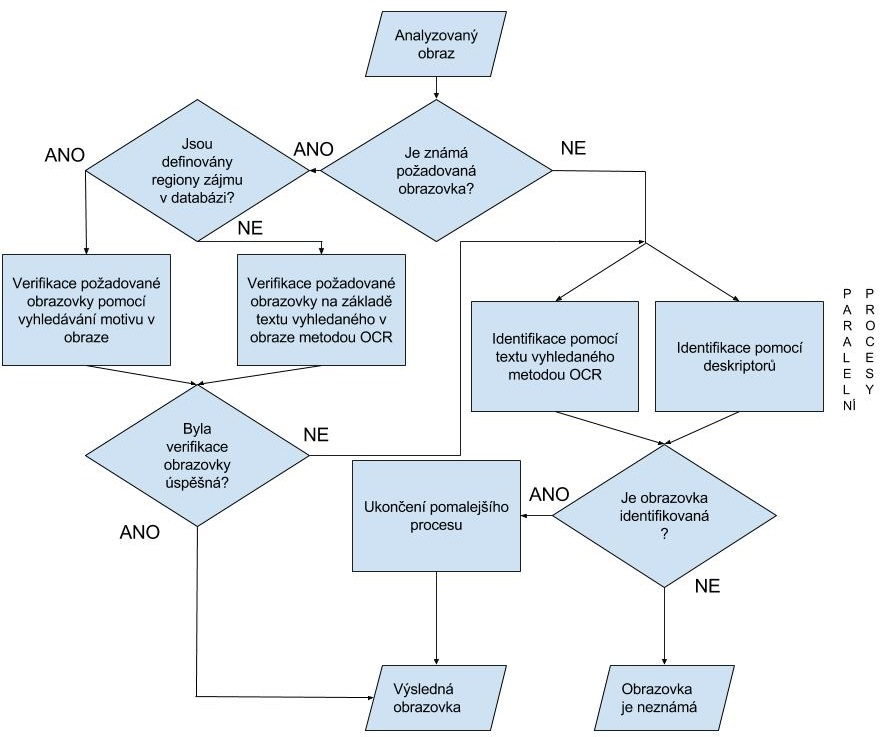 Analyzovaný
obraz
Je známá
požadovaná
obrazovka?
ANO
NE
Jsou
definovány
regiony zájmu
v databázi?
ANO
NE
Verifikace požadované
obrazovky pomocí
vyhledávání motivu v
obraze
Verifikace požadované
obrazovky na základě
textu vyhledaného v
obraze metodou OCR
Identifikace pomocí
textu vyhledaného
metodou OCR
Identifikace pomocí
deskriptorů
PARALELNÍ
PROCESY
Byla
verifikace
obrazovky
úspěšná?
NE
ANO
Ukončení pomalejšího
procesu
ANO
Je obrazovka
identifikovaná
?
NE
Výsledná
obrazovka
Obrazovka
je neznámá